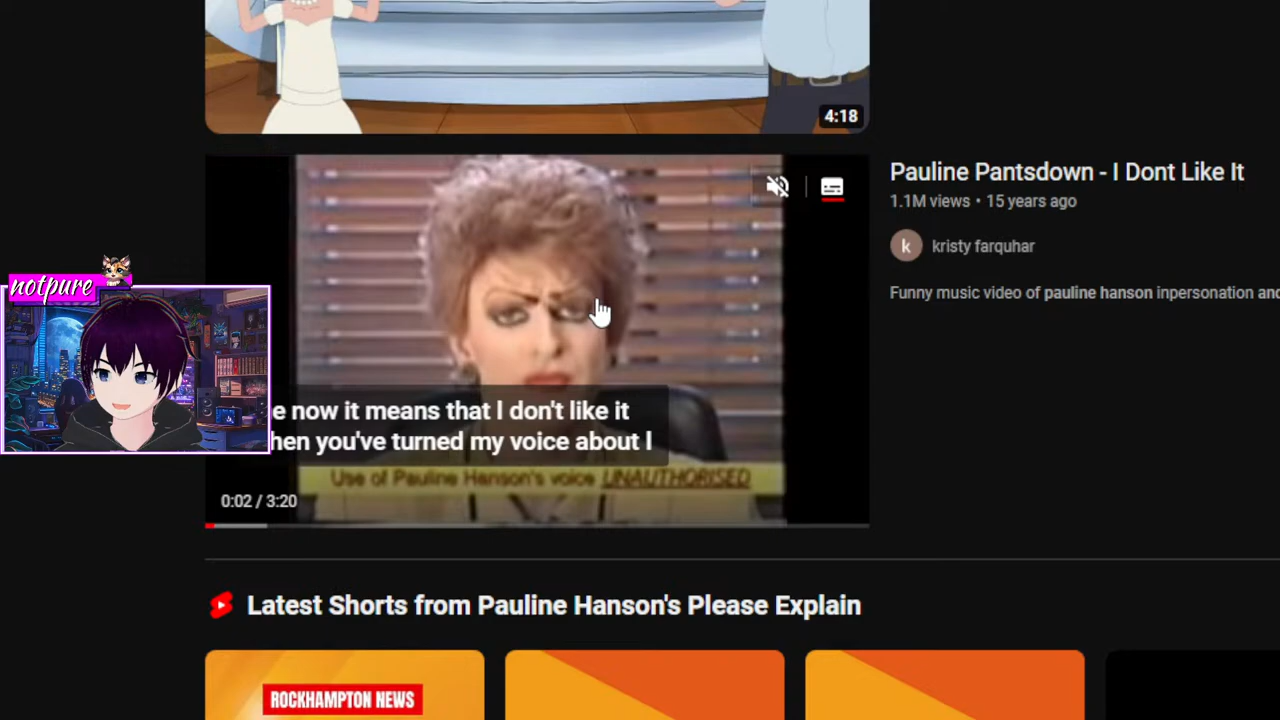 4:18
Pauline Pantsdown - I Dont Like It
1.1M views • 15 years ago
k kristy farquhar
Funny music video of pauline hanson inpersonation and
notpure
now it means that I don't like it
you've turned my voice about I
Use of Pauline Hanson's voice UNAUTHORISED
0:02 / 3:20
Latest Shorts from Pauline Hanson's Please Explain
ROCKHAMPTON NEWS